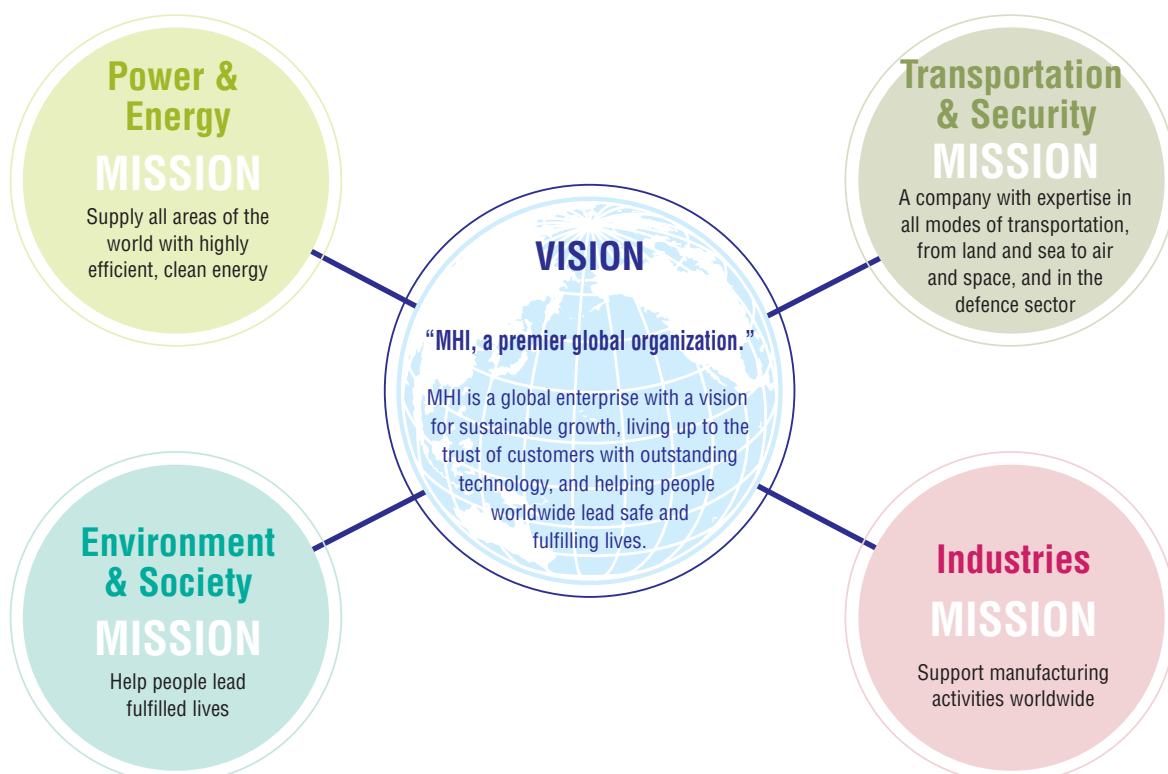 Power &
Energy
MISSION
Supply all areas of the
world with highly
efficient, clean energy
Transportation
& Security
MISSION
A company with expertise in
all modes of transportation,
from land and sea to air
and space, and in the
defence sector
VISION
“MHI, a premier global organization.”
MHI is a global enterprise with a vision
for sustainable growth, living up to the
trust of customers with outstanding
technology, and helping people
worldwide lead safe and
fulfilling lives.
Environment
& Society
MISSION
Help people lead
fulfilled lives
Industries
MISSION
Support manufacturing
activities worldwide